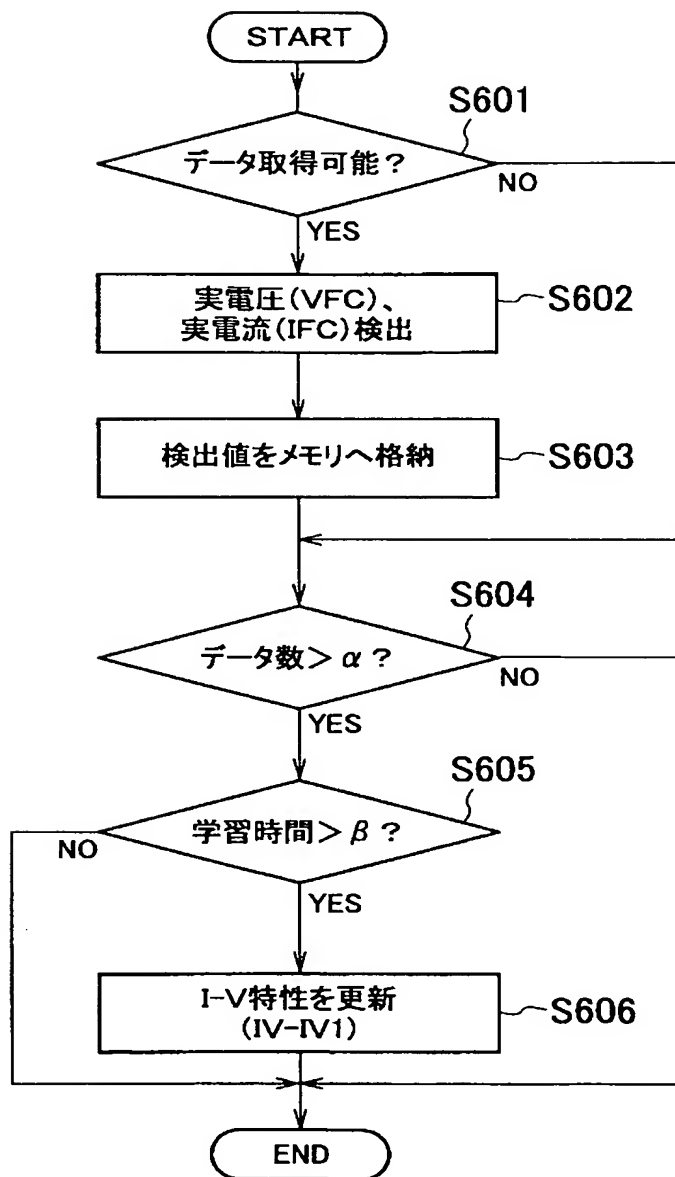 START
S601
データ取得可能？
NO
YES
実電圧(VFC)、
実電流(IFC)検出
S602
検出値をメモリへ格納
S603
S604
データ数＞α？
NO
YES
S605
学習時間＞β？
NO
YES
I-V特性を更新
(IV-IV1)
S606
END